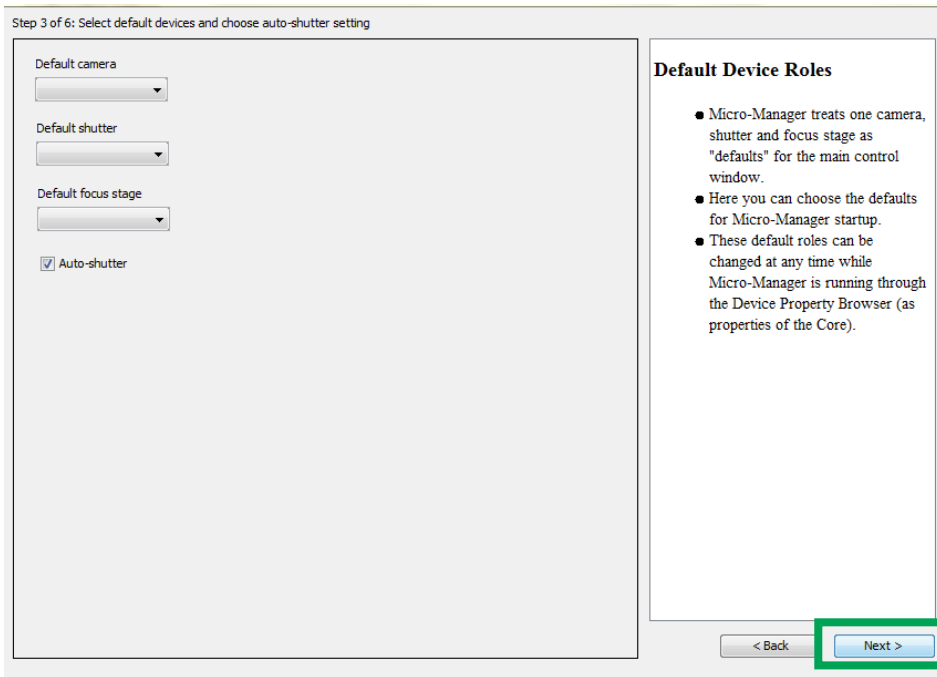 Step 3 of 6: Select default devices and choose auto-shutter setting
Default camera
Default shutter
Default focus stage
Auto-shutter
Default Device Roles
Micro-Manager treats one camera,
shutter and focus stage as
"defaults" for the main control
window.
Here you can choose the defaults
for Micro-Manager startup.
These default roles can be
changed at any time while
Micro-Manager is running through
the Device Property Browser (as
properties of the Core).
< Back
Next >